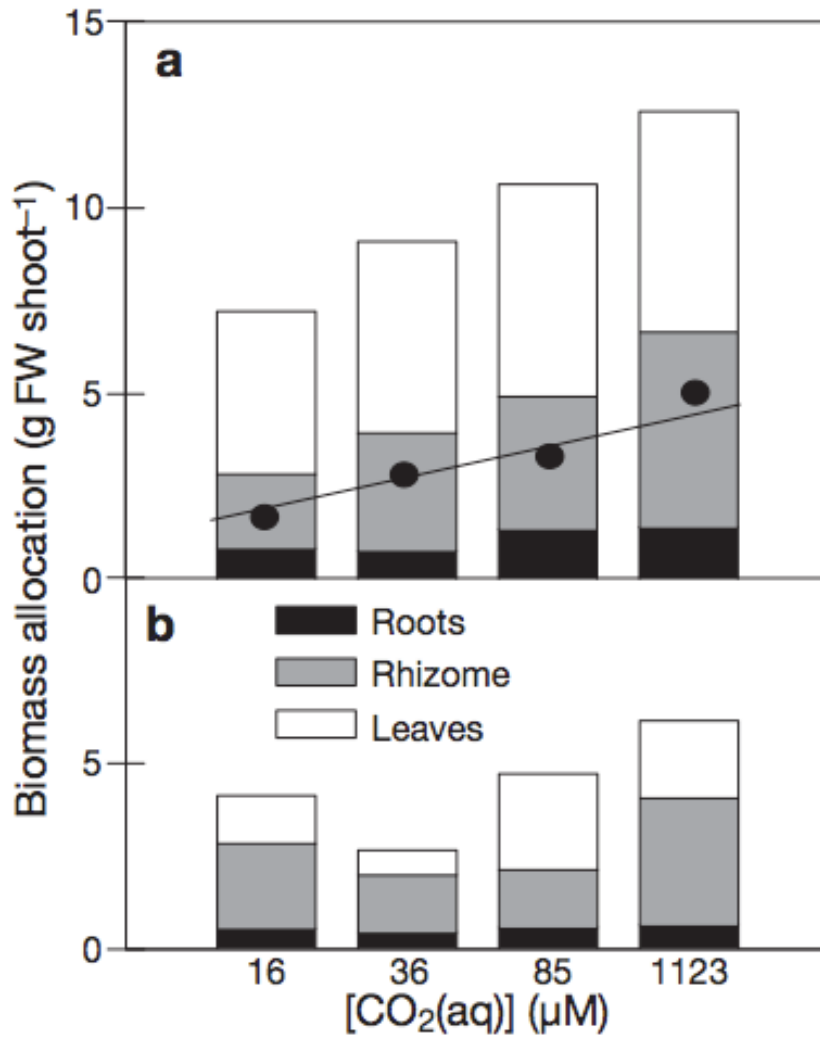 Biomass allocation (g FW shoot⁻¹)
15
a
10
5
0
b
Roots
Rhizome
Leaves
5
0
16 36 85 1123
[CO₂(aq)] (µM)